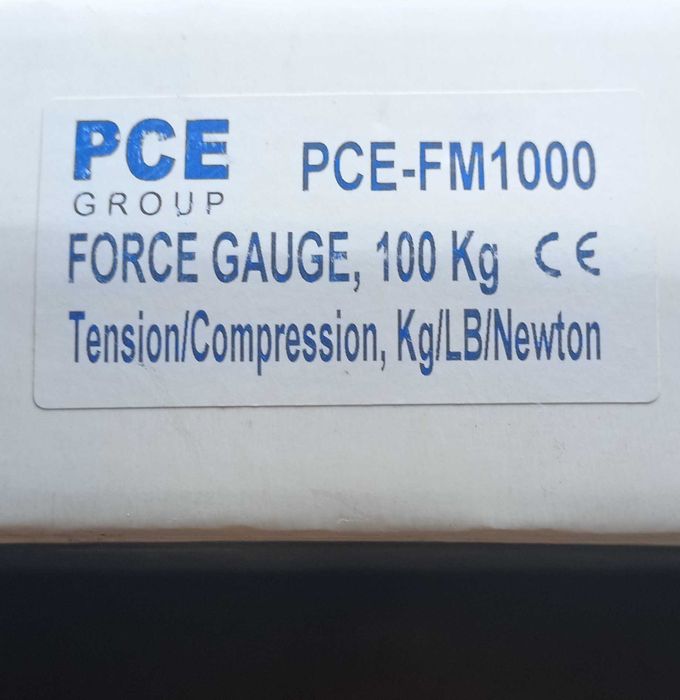 PCE
GROUP
PCE-FM1000
FORCE GAUGE, 100 Kg CE
Tension/Compression, Kg/LB/Newton